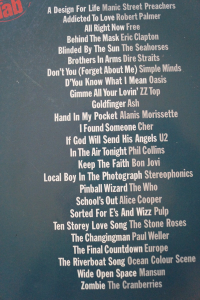 A Design For Life Manic Street Preachers
Addicted To Love Robert Palmer
All Right Now Free
Behind The Mask Eric Clapton
Blinded By The Sun The Seahorses
Brothers In Arms Dire Straits
Don't You (Forget About Me) Simple Minds
D'You Know What I Mean Oasis
Gimme All Your Lovin' ZZ Top
Goldfinger Ash
Hand In My Pocket Alanis Morissette
I Found Someone Cher
If God Will Send His Angels U2
In The Air Tonight Phil Collins
Keep The Faith Bon Jovi
Local Boy In The Photograph Stereophonics
Pinball Wizard The Who
School's Out Alice Cooper
Sorted For E's And Wizz Pulp
Ten Storey Love Song The Stone Roses
The Changingman Paul Weller
The Final Countdown Europe
The Riverboat Song Ocean Colour Scene
Wide Open Space Mansun
Zombie The Cranberries